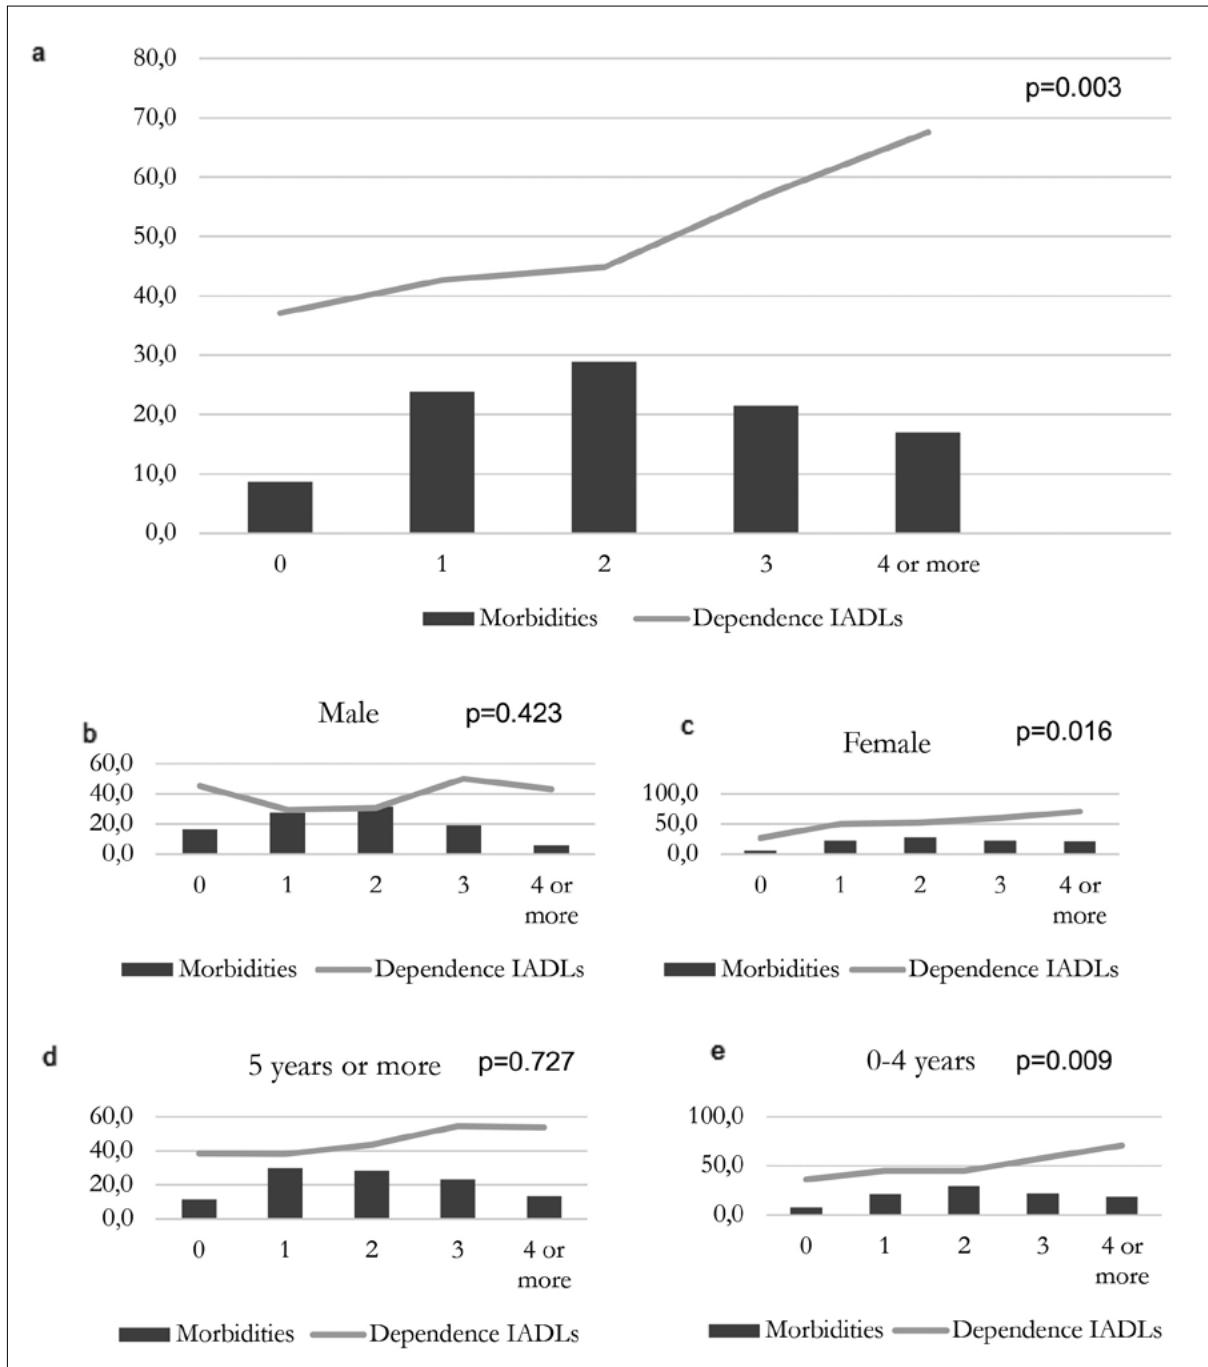 a
p=0.003
80,0
70,0
60,0
50,0
40,0
30,0
20,0
10,0
0,0
0 1 2 3 4 or more
Morbidities Dependence IADLs
b Male p=0.423
60,0
40,0
20,0
0,0
0 1 2 3 4 or
more
Morbidities Dependence IADLs
c Female p=0.016
100,0
50,0
0,0
0 1 2 3 4 or
more
Morbidities Dependence IADLs
d 5 years or more p=0.727
60,0
40,0
20,0
0,0
0 1 2 3 4 or
more
Morbidities Dependence IADLs
e 0-4 years p=0.009
100,0
50,0
0,0
0 1 2 3 4 or
more
Morbidities Dependence IADLs